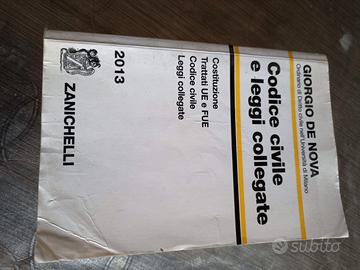 GIORGIO DE NOVA
Ordinario di Diritto civile nell'Università di Milano
Codice civile
e leggi collegate
Costituzione
Trattati UE e FUE
Codice civile
Leggi collegate
2013
ZANICHELLI
subito